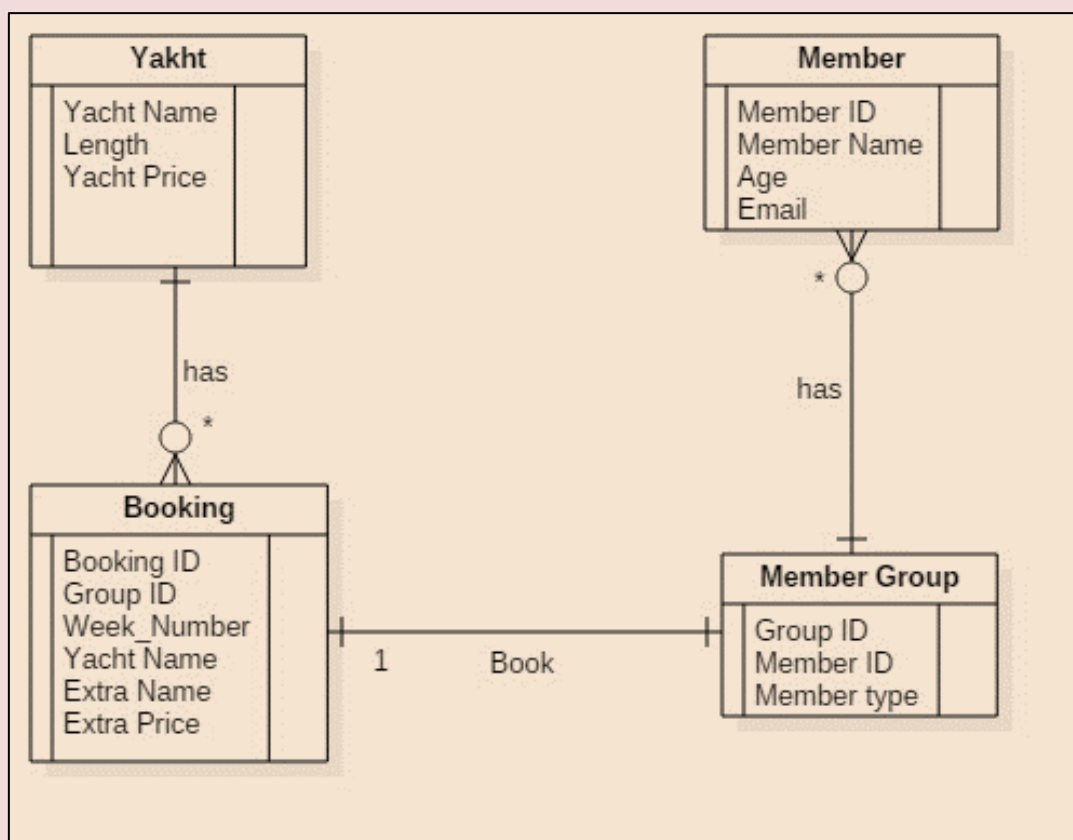 Yakht
Yacht Name
Length
Yacht Price
Member
Member ID
Member Name
Age
Email
*
has
has
*
Booking
Booking ID
Group ID
Week_Number
Yacht Name
Extra Name
Extra Price
Member Group
Group ID
Member ID
Member type
1
Book